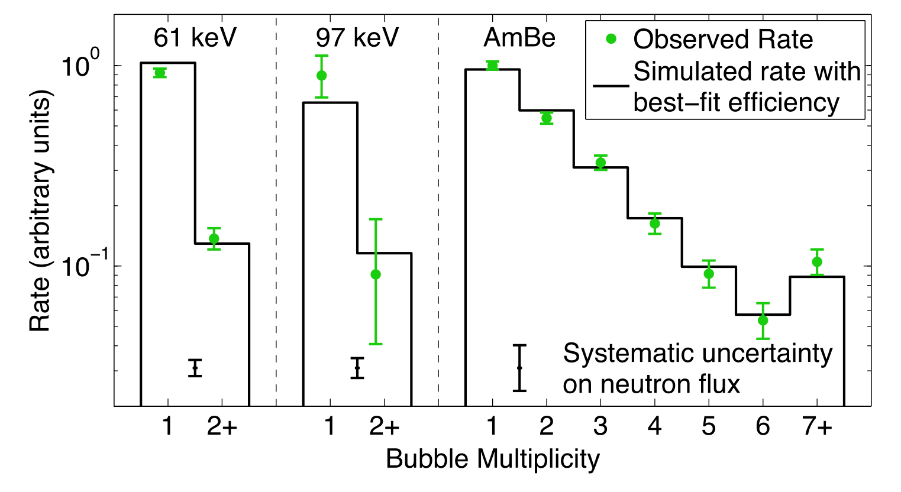 61 keV
97 keV
AmBe
Observed Rate
Simulated rate with
best−fit efficiency
10^0
10^−1
Rate (arbitrary units)
Systematic uncertainty
on neutron flux
1 2+ 1 2+ 1 2 3 4 5 6 7+
Bubble Multiplicity